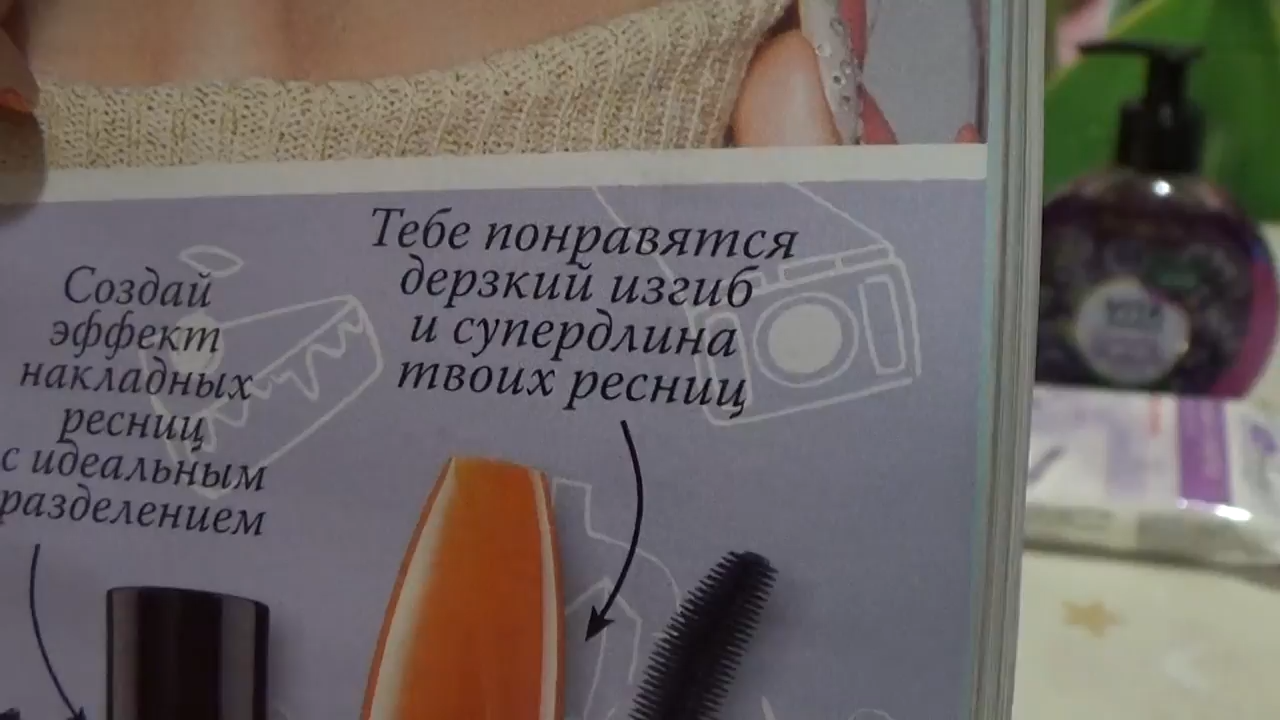 Создай
эффект
накладных
ресниц
с идеальным
разделением
Тебе понравятся
дерзкий изгиб
и супердлина
твоих ресниц